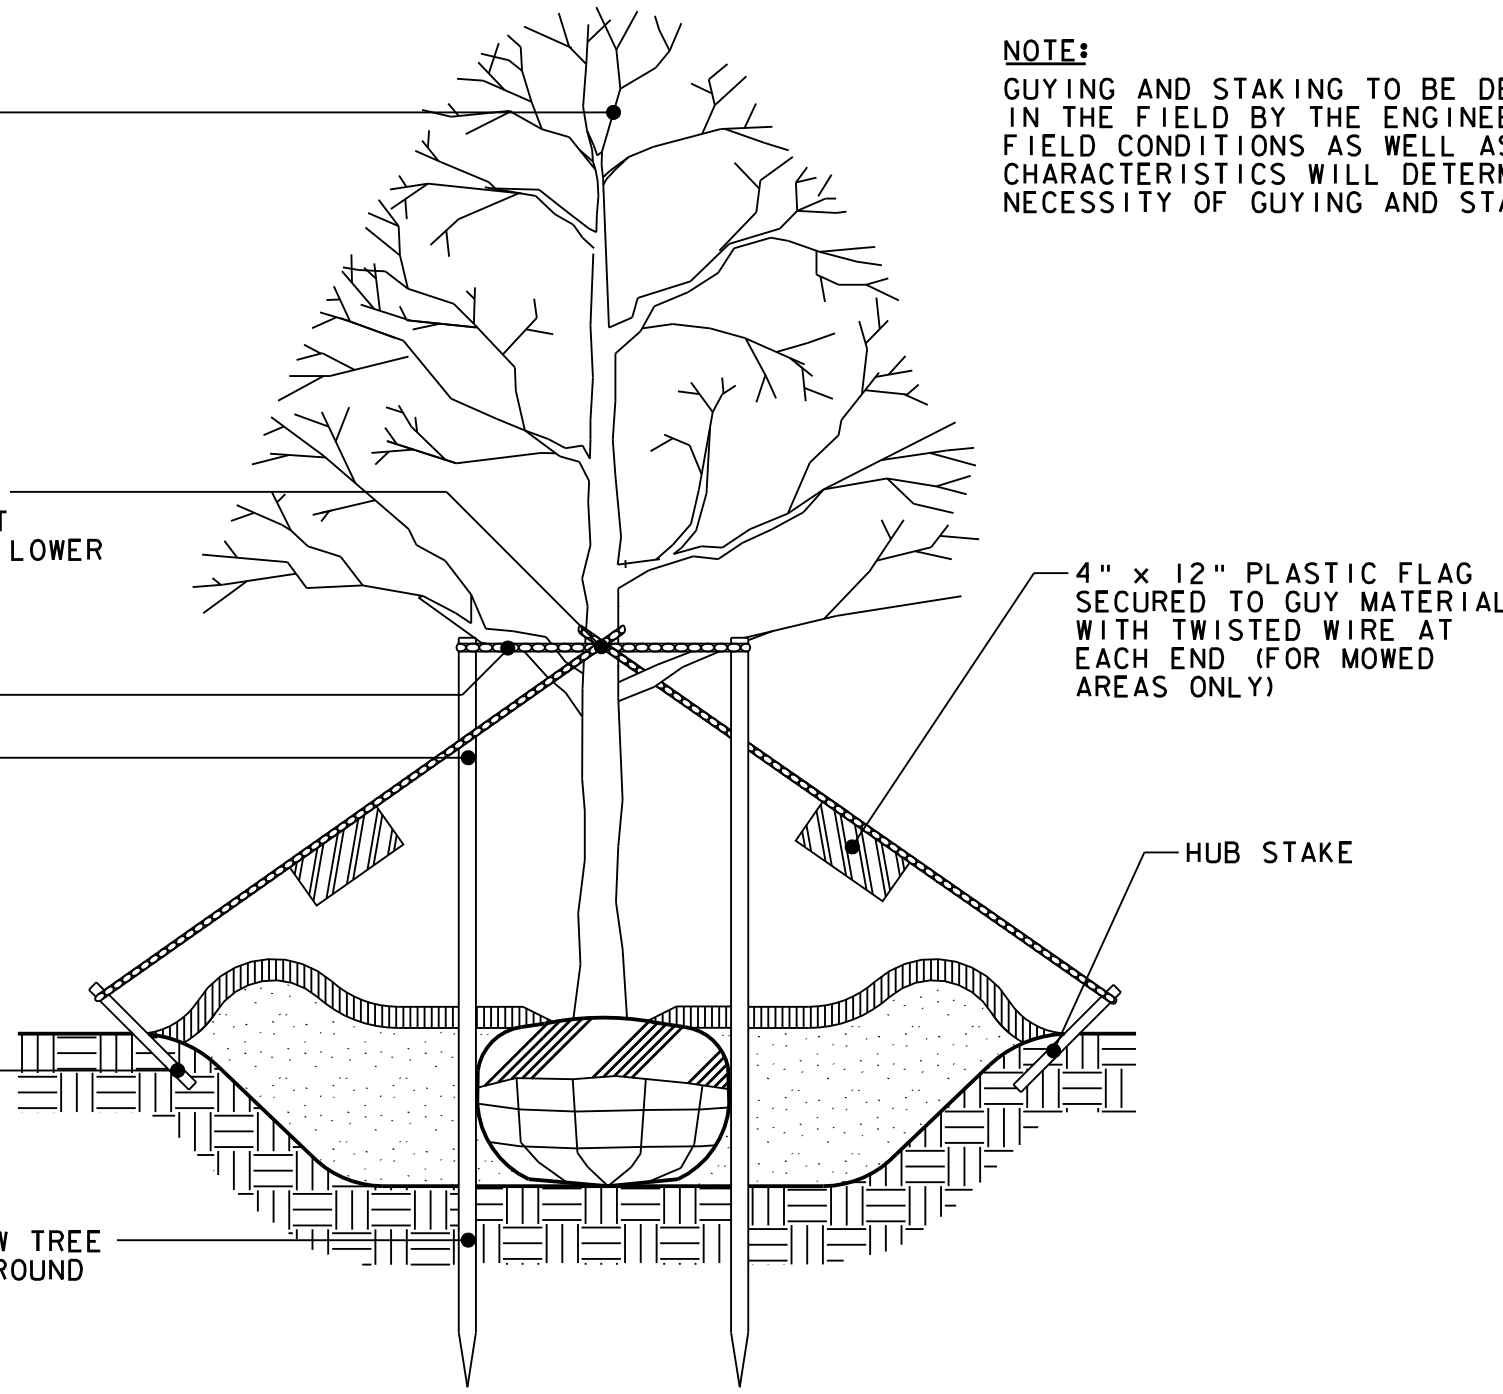 NOTE:
GUYING AND STAKING TO BE DE
IN THE FIELD BY THE ENGINEE
FIELD CONDITIONS AS WELL AS
CHARACTERISTICS WILL DETERM
NECESSITY OF GUYING AND STA
T
LOWER
4" x 12" PLASTIC FLAG
SECURED TO GUY MATERIAL
WITH TWISTED WIRE AT
EACH END (FOR MOWED
AREAS ONLY)
HUB STAKE
W TREE
ROUND